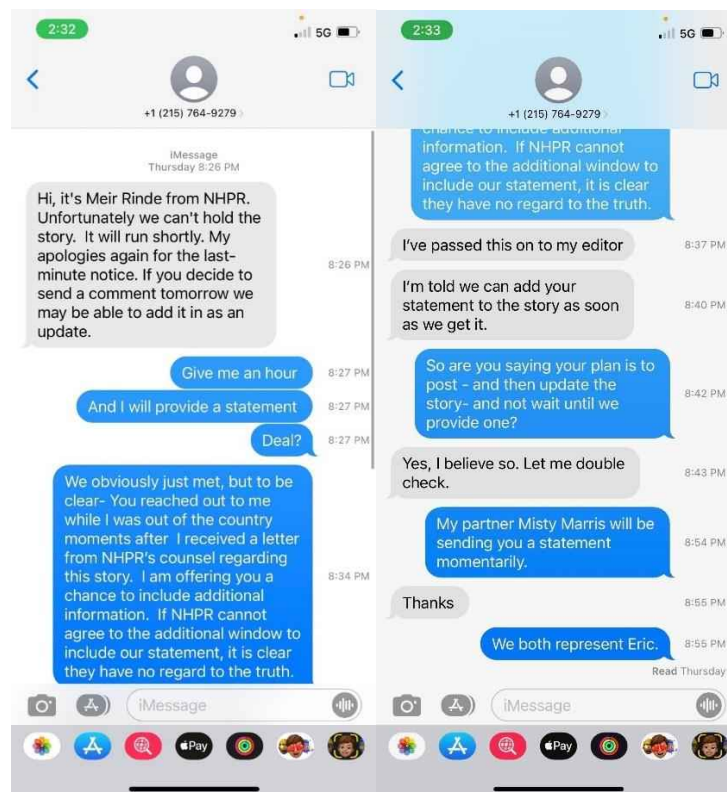 2:32
5G
+1 (215) 764-9279
iMessage
Thursday 8:26 PM
Hi, it's Meir Rinde from NHPR.
Unfortunately we can't hold the
story. It will run shortly. My
apologies again for the last-
minute notice. If you decide to
send a comment tomorrow we
may be able to add it in as an
update.
8:26 PM
Give me an hour
8:27 PM
And I will provide a statement
8:27 PM
Deal?
8:27 PM
We obviously just met, but to be
clear- You reached out to me
while I was out of the country
moments after I received a letter
from NHPR's counsel regarding
this story. I am offering you a
chance to include additional
information. If NHPR cannot
agree to the additional window to
include our statement, it is clear
they have no regard to the truth.
8:34 PM
iMessage
Pay
2:33
5G
+1 (215) 764-9279
chance to include additional
information. If NHPR cannot
agree to the additional window to
include our statement, it is clear
they have no regard to the truth.
I've passed this on to my editor
8:37 PM
I'm told we can add your
statement to the story as soon
as we get it.
8:40 PM
So are you saying your plan is to
post - and then update the
story- and not wait until we
provide one?
8:42 PM
Yes, I believe so. Let me double
check.
8:43 PM
My partner Misty Marris will be
sending you a statement
momentarily.
8:54 PM
Thanks
8:55 PM
We both represent Eric.
8:55 PM
Read Thursday
iMessage
Pay